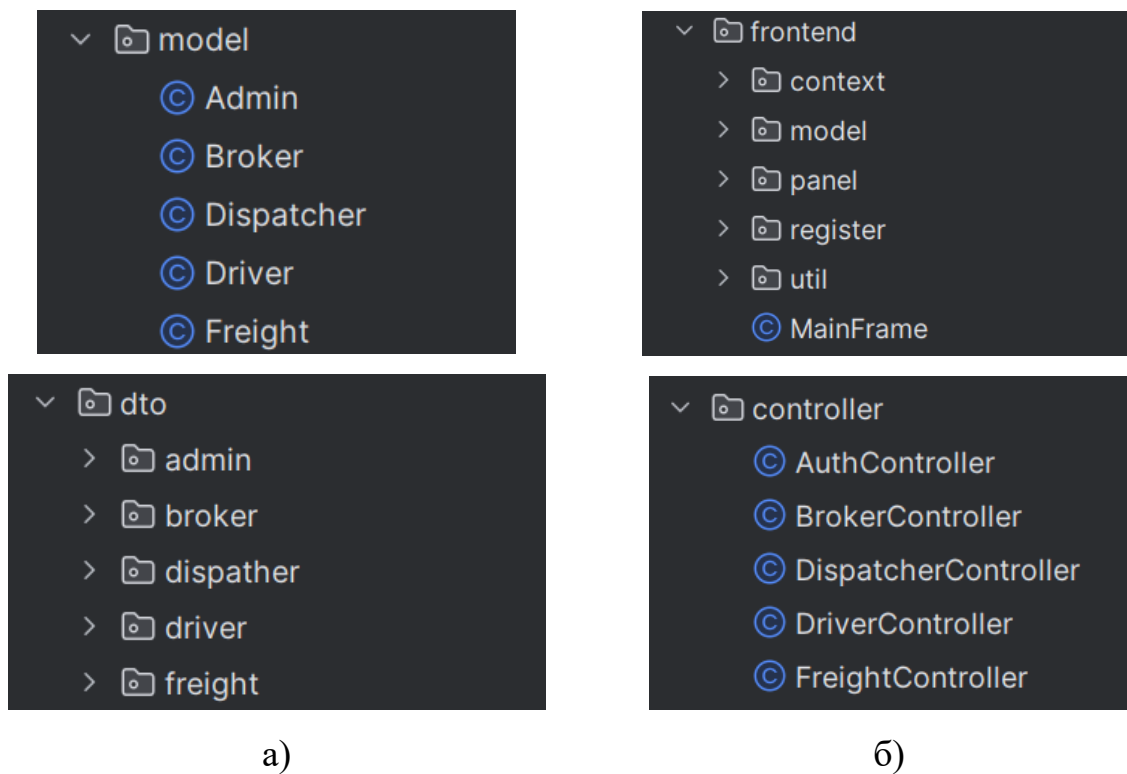 model
Admin
Broker
Dispatcher
Driver
Freight
dto
admin
broker
dispather
driver
freight
а)
frontend
context
model
panel
register
util
MainFrame
controller
AuthController
BrokerController
DispatcherController
DriverController
FreightController
б)